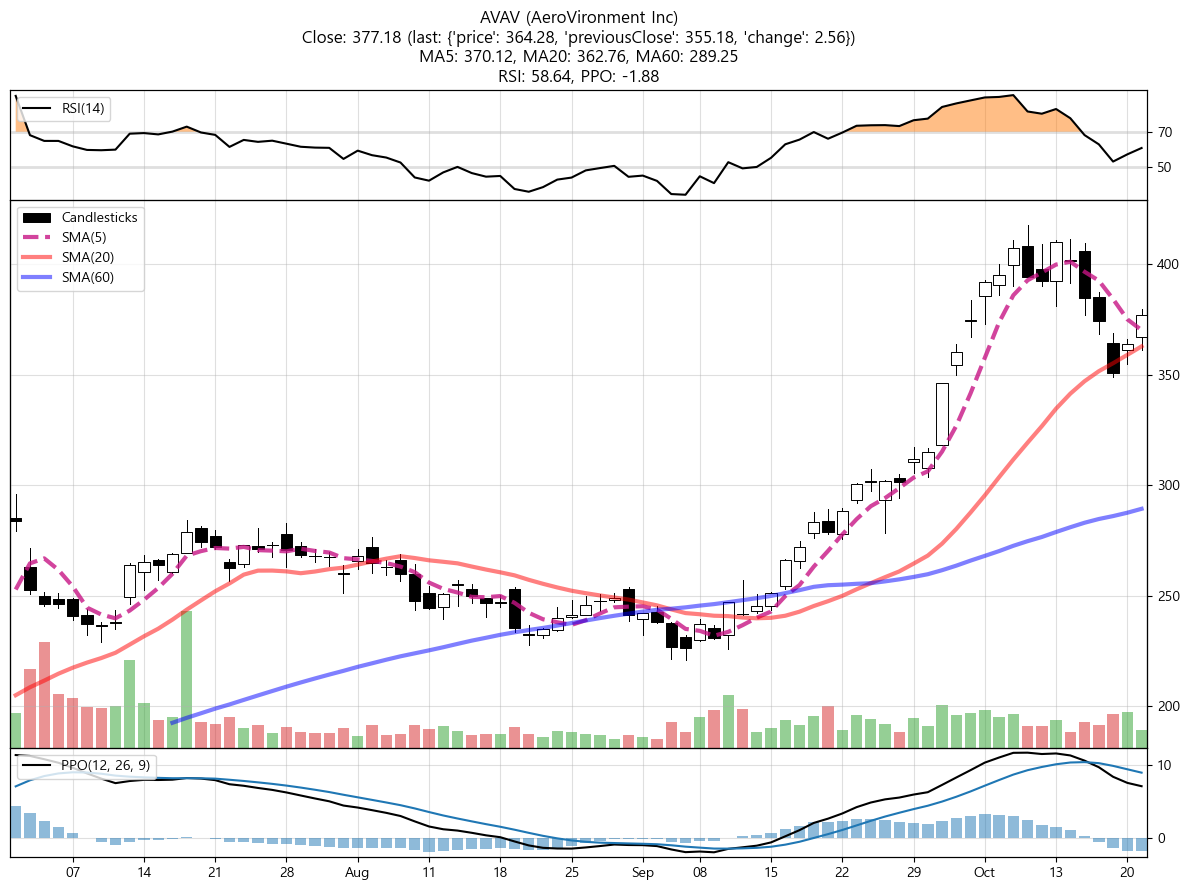 AVAV (AeroVironment Inc)
Close: 377.18 (last: {'price': 364.28, 'previousClose': 355.18, 'change': 2.56})
MA5: 370.12, MA20: 362.76, MA60: 289.25
RSI: 58.64, PPO: -1.88
RSI(14)
70
50
Candlesticks
SMA(5)
SMA(20)
SMA(60)
400
350
300
250
200
PPO(12, 26, 9)
10
0
07 14 21 28 Aug 11 18 25 Sep 08 15 22 29 Oct 13 20